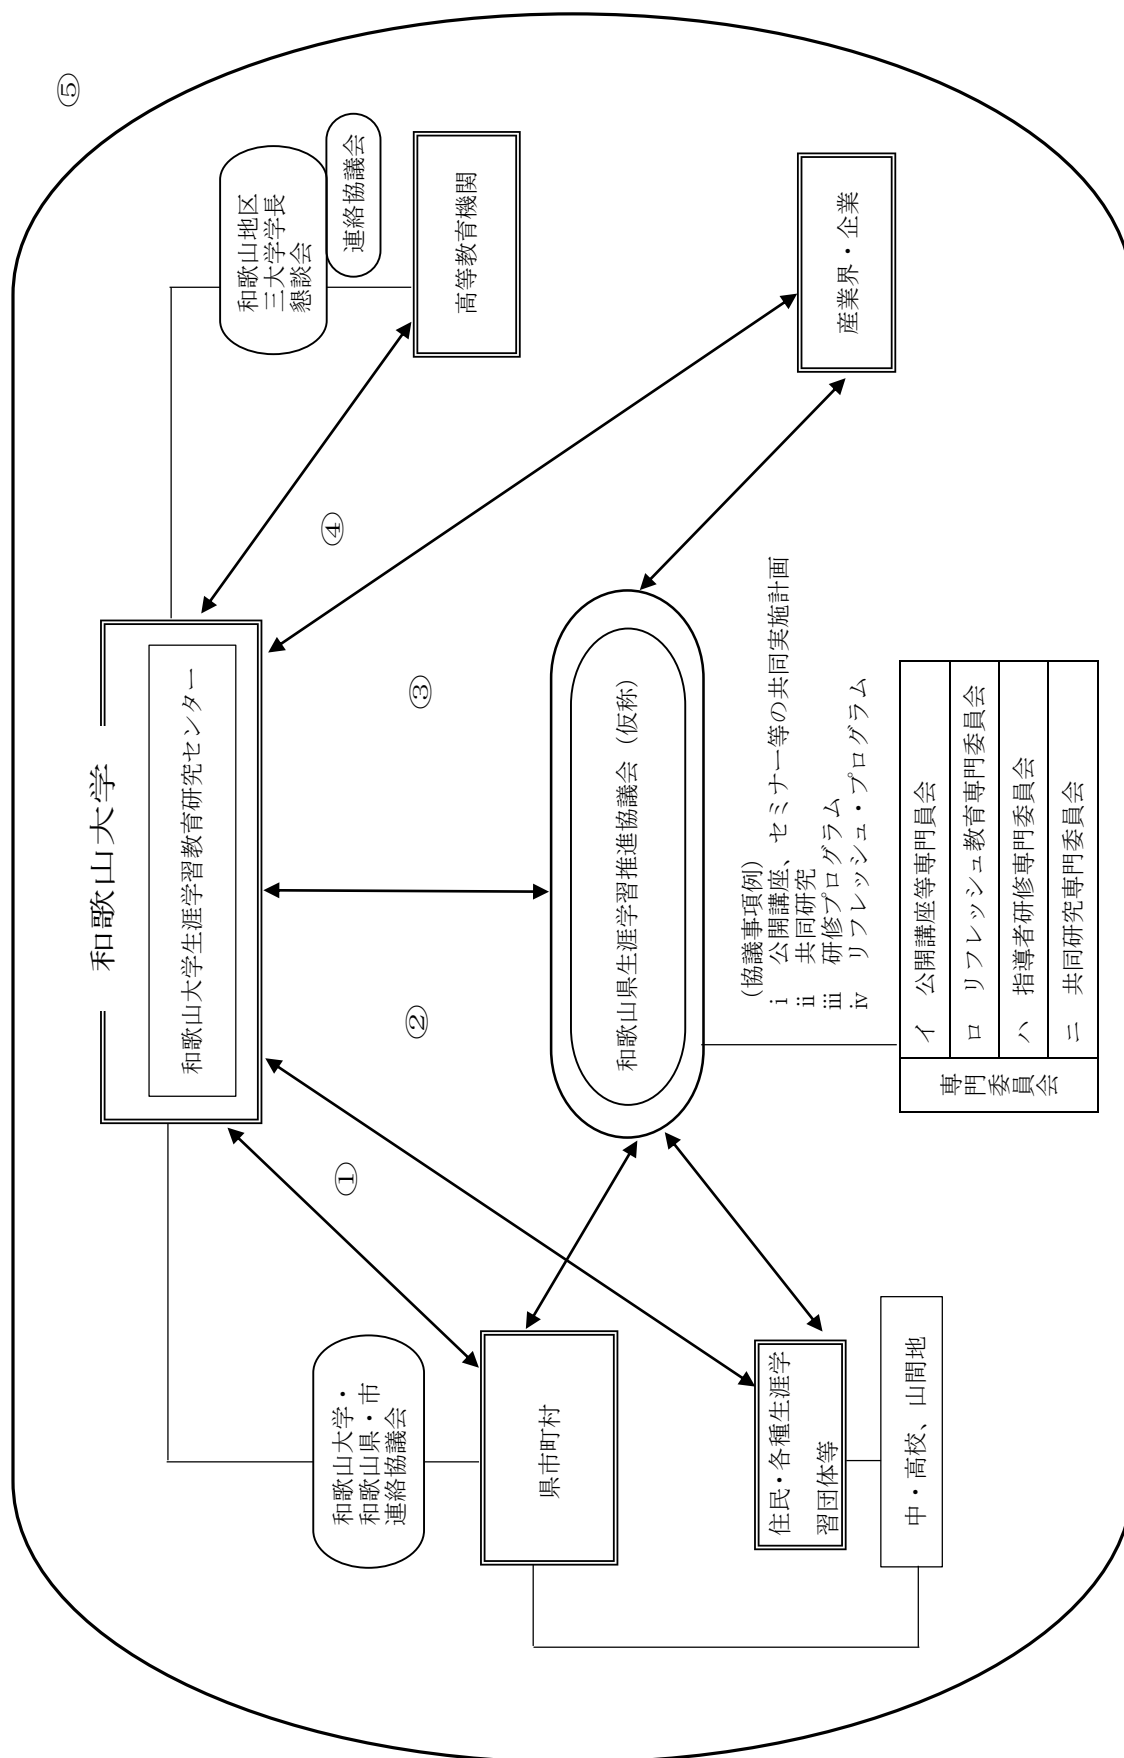 ⑤
和歌山大学
和歌山大学生涯学習教育研究センター
和歌山大学・
和歌山県・市
連絡協議会
和歌山地区
三大学学長
懇談会
連絡協議会
①
②
③
④
県市町村
高等教育機関
和歌山県生涯学習推進協議会（仮称）
住民・各種生涯学
習団体等
産業界・企業
中・高校、山間地
（協議事項例）
ⅰ 公開講座、セミナー等の共同実施計画
ⅱ 共同研究
ⅲ 研修プログラム
ⅳ リフレッシュ・プログラム
専門
委員会
イ 公開講座等専門員会
ロ リフレッシュ教育専門委員会
ハ 指導者研修専門委員会
ニ 共同研究専門委員会